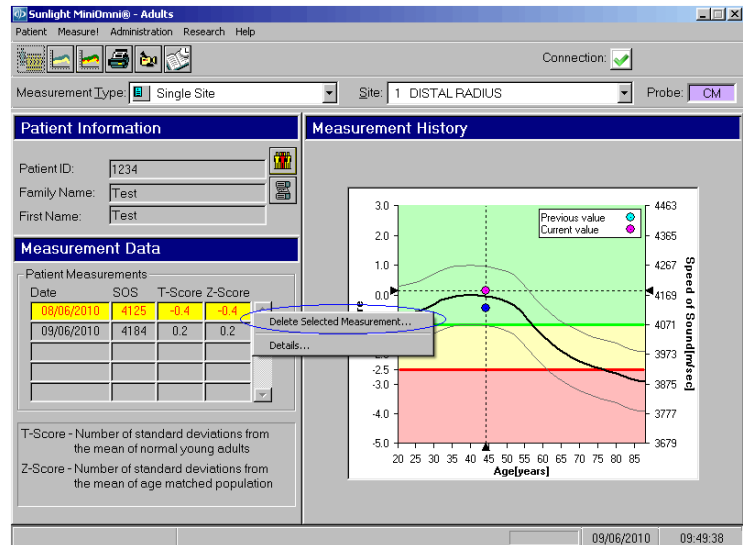 Sunlight MiniOmni® - Adults
Patient Measure! Administration Research Help
Connection:
Measurement Type: Single Site Site: 1 DISTAL RADIUS Probe: CM
Patient Information
Patient ID: 1234
Family Name: Test
First Name: Test
Measurement Data
Patient Measurements
Date SOS T-Score Z-Score
08/06/2010 4125 -0.4 -0.4
09/06/2010 4184 0.2 0.2
Delete Selected Measurement...
Details...
T-Score - Number of standard deviations from
the mean of normal young adults
Z-Score - Number of standard deviations from
the mean of age matched population
Measurement History
Previous value
Current value
3.0
2.0
1.0
0.0
-2.5
-3.0
-4.0
-5.0
4463
4365
4267
4169
4071
3973
3875
3777
3679
Speed of Sound[m/sec]
20 25 30 35 40 45 50 55 60 65 70 75 80 85
Age[years]
09/06/2010 09:49:38